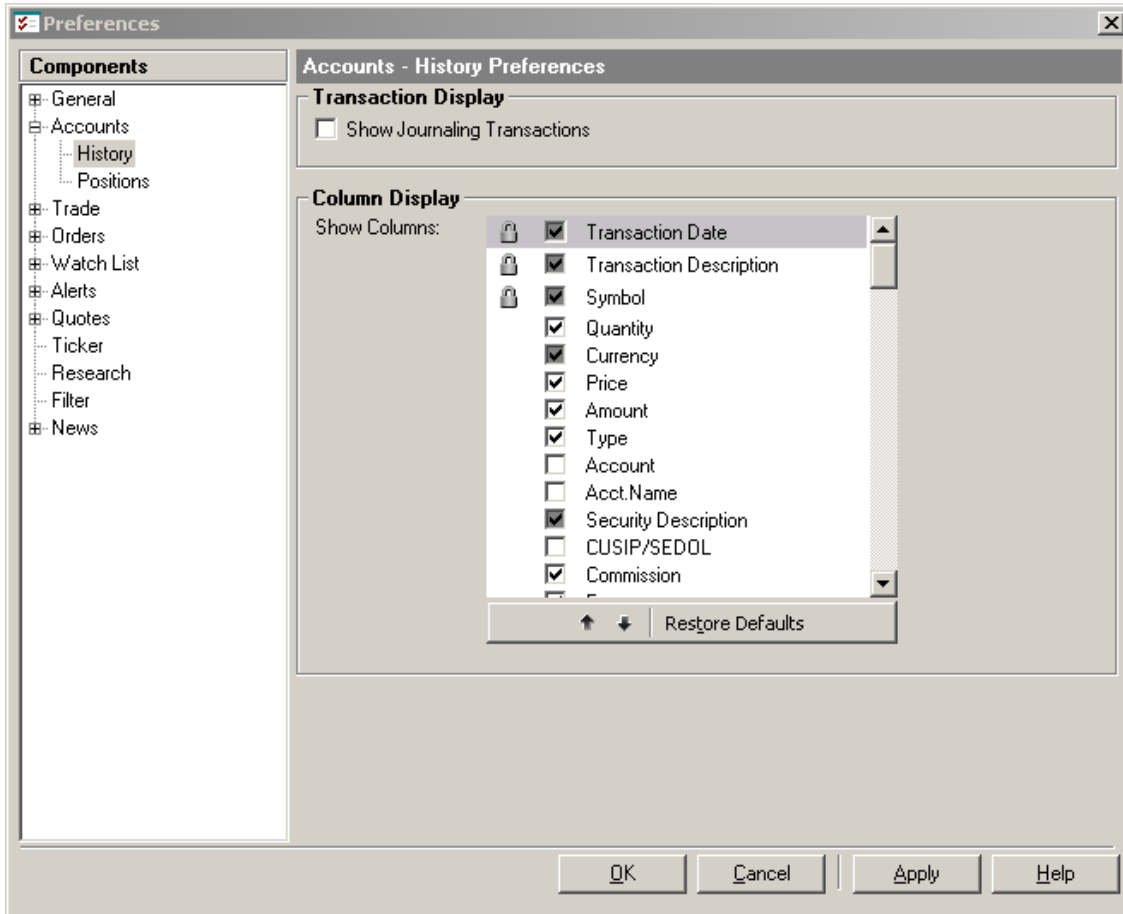 Preferences
Components
General
Accounts
History
Positions
Trade
Orders
Watch List
Alerts
Quotes
Ticker
Research
Filter
News
Accounts - History Preferences
Transaction Display
Show Journaling Transactions
Column Display
Show Columns:
Transaction Date
Transaction Description
Symbol
Quantity
Currency
Price
Amount
Type
Account
Acct.Name
Security Description
CUSIP/SEDOL
Commission
Restore Defaults
OK
Cancel
Apply
Help